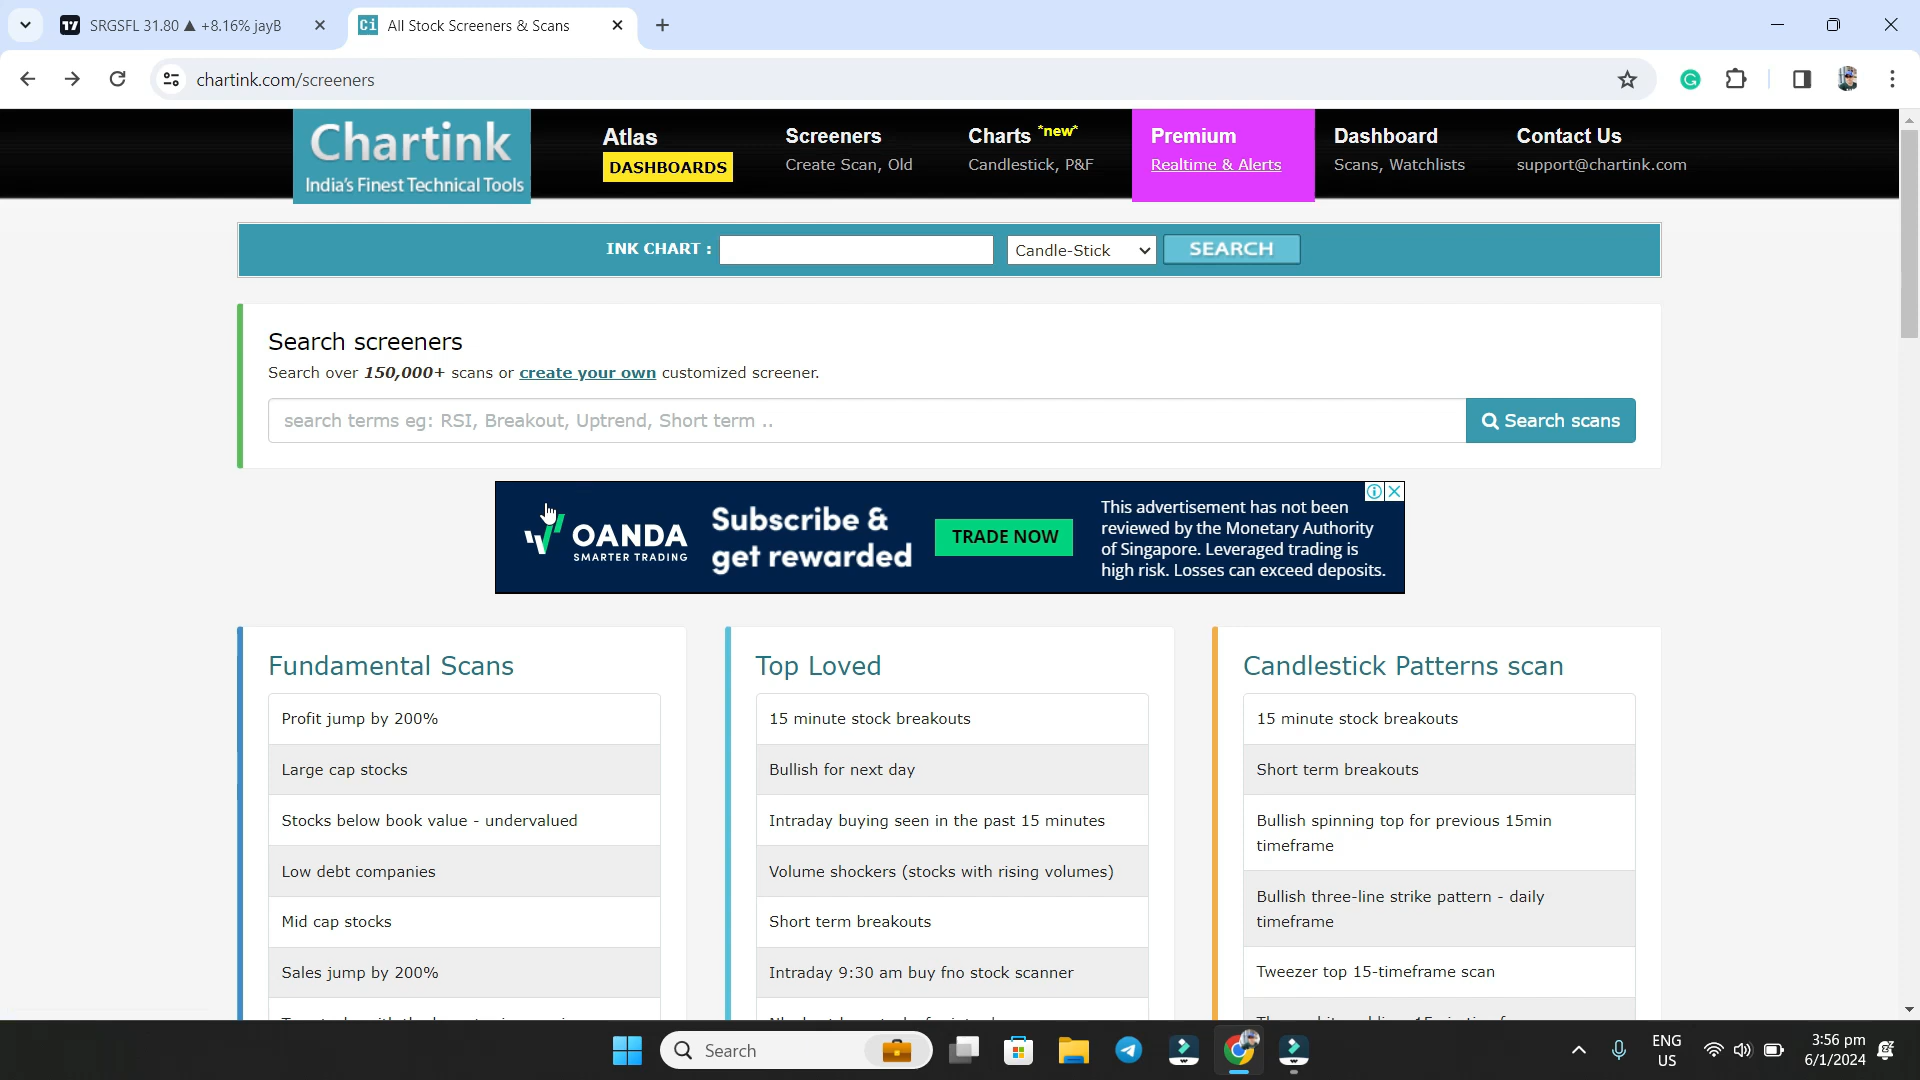 SRGSFL 31.80 ▲ +8.16% jayB
All Stock Screeners & Scans
chartink.com/screeners
Chartink
India's Finest Technical Tools
Atlas
DASHBOARDS
Screeners
Create Scan, Old
Charts *new*
Candlestick, P&F
Premium
Realtime & Alerts
Dashboard
Scans, Watchlists
Contact Us
support@chartink.com
INK CHART :
Candle-Stick
SEARCH
Search screeners
Search over 150,000+ scans or create your own customized screener.
search terms eg: RSI, Breakout, Uptrend, Short term ..
Search scans
OANDA
SMARTER TRADING
Subscribe &
get rewarded
TRADE NOW
This advertisement has not been
reviewed by the Monetary Authority
of Singapore. Leveraged trading is
high risk. Losses can exceed deposits.
Fundamental Scans
Profit jump by 200%
Large cap stocks
Stocks below book value - undervalued
Low debt companies
Mid cap stocks
Sales jump by 200%
Top Loved
15 minute stock breakouts
Bullish for next day
Intraday buying seen in the past 15 minutes
Volume shockers (stocks with rising volumes)
Short term breakouts
Intraday 9:30 am buy fno stock scanner
Candlestick Patterns scan
15 minute stock breakouts
Short term breakouts
Bullish spinning top for previous 15min
timeframe
Bullish three-line strike pattern - daily
timeframe
Tweezer top 15-timeframe scan
Search
ENG
US
3:56 pm
6/1/2024